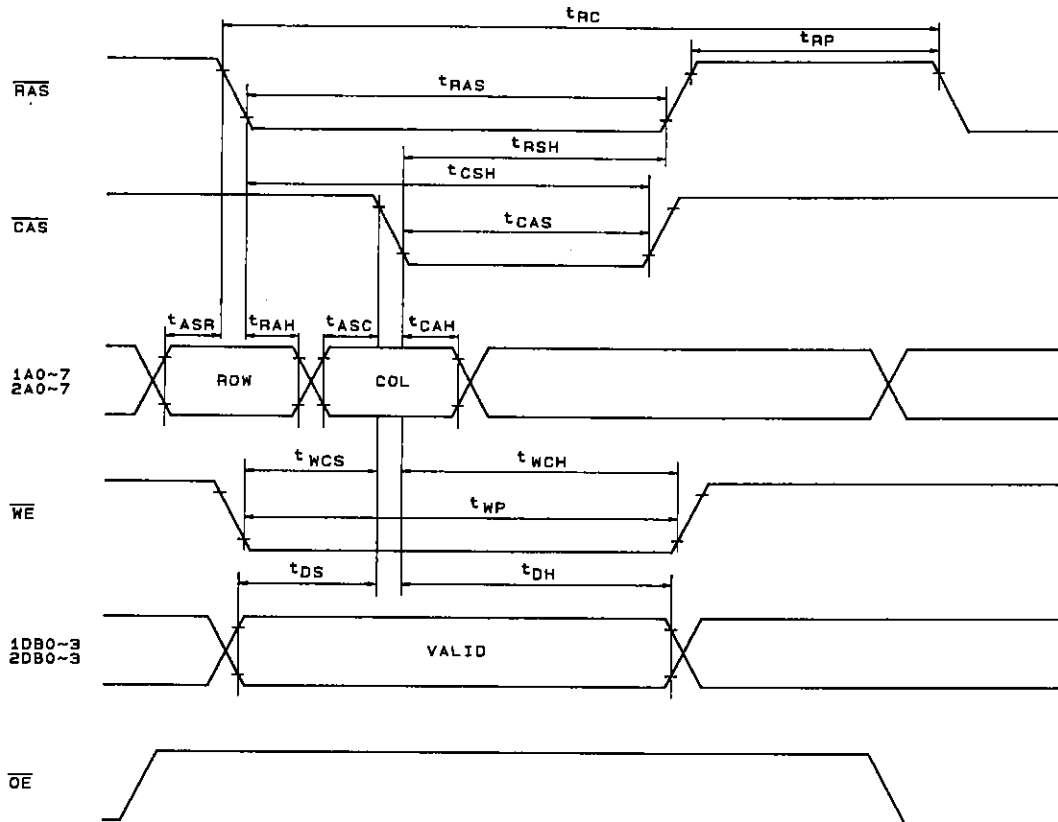 tRC
tRP
RAS
tRAS
tRSH
tCSH
CAS
tCAS
tASR
tRAH
tASC
tCAH
1A0~7
2A0~7
ROW
COL
tWCS
tWCH
WE
tWP
tDS
tDH
1DB0~3
2DB0~3
VALID
OE